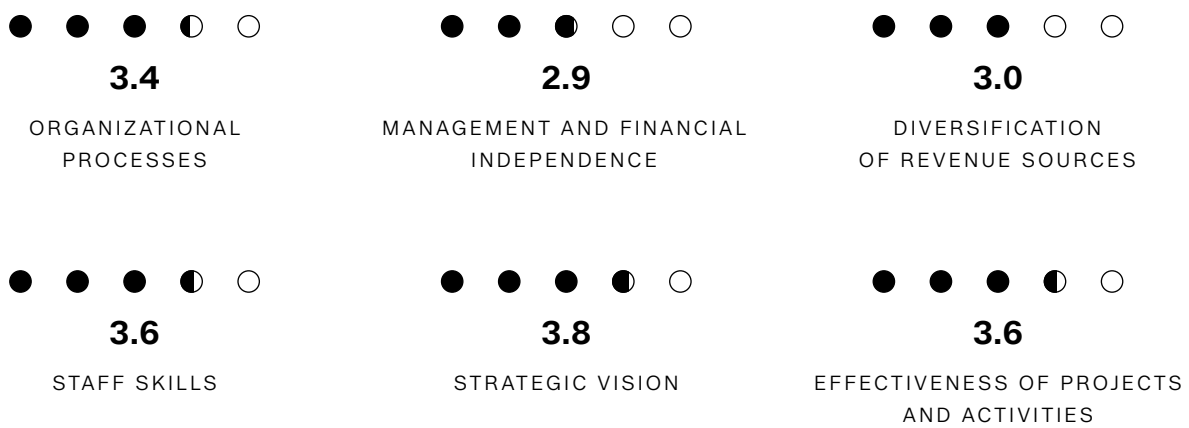 3.4
ORGANIZATIONAL
PROCESSES
2.9
MANAGEMENT AND FINANCIAL
INDEPENDENCE
3.0
DIVERSIFICATION
OF REVENUE SOURCES
3.6
STAFF SKILLS
3.8
STRATEGIC VISION
3.6
EFFECTIVENESS OF PROJECTS
AND ACTIVITIES